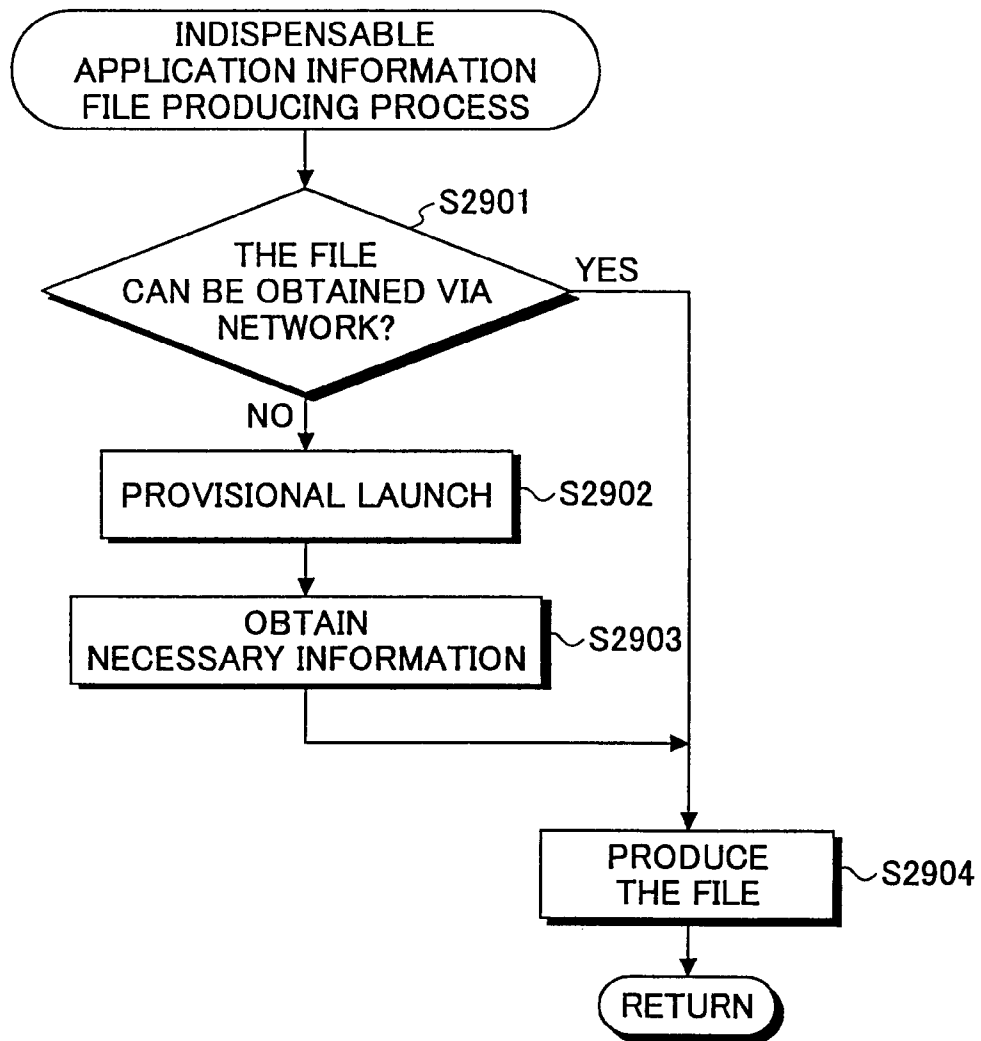 INDISPENSABLE
APPLICATION INFORMATION
FILE PRODUCING PROCESS
S2901
THE FILE
CAN BE OBTAINED VIA
NETWORK?
YES
NO
PROVISIONAL LAUNCH
S2902
OBTAIN
NECESSARY INFORMATION
S2903
PRODUCE
THE FILE
S2904
RETURN